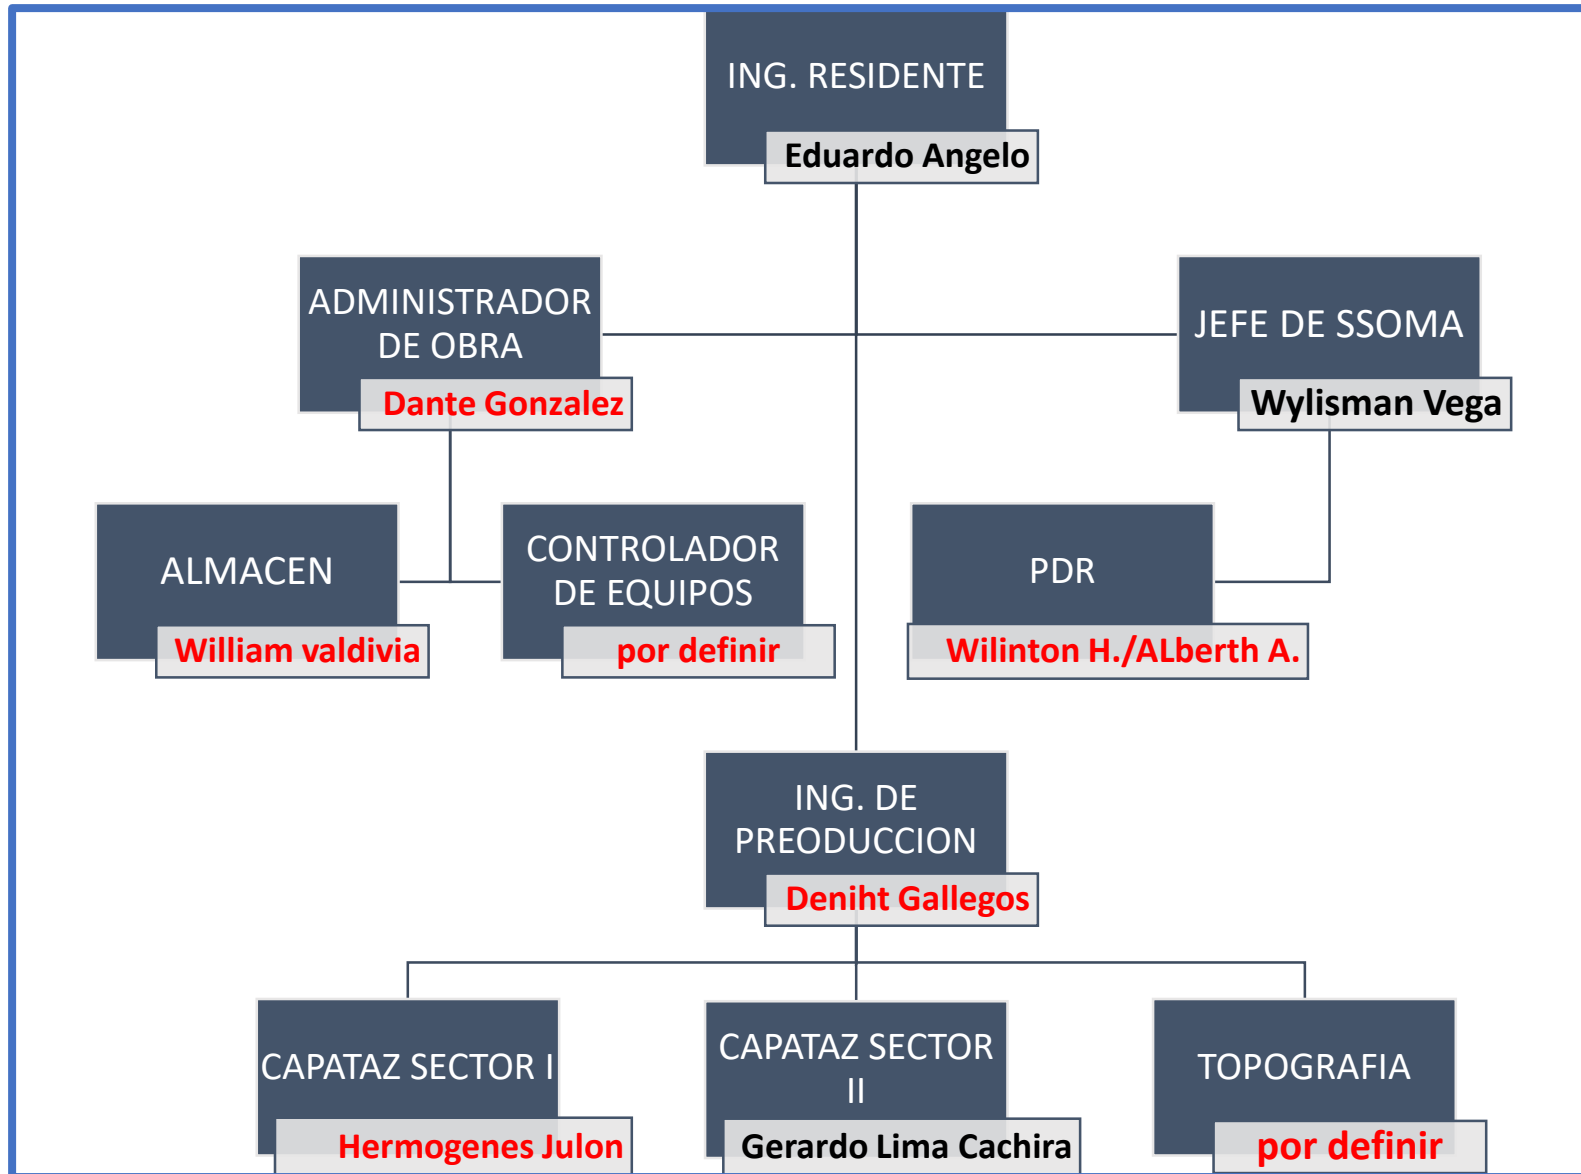 ING. RESIDENTE
Eduardo Angelo
ADMINISTRADOR
DE OBRA
Dante Gonzalez
JEFE DE SSOMA
Wylisman Vega
ALMACEN
William valdivia
CONTROLADOR
DE EQUIPOS
por definir
PDR
Wilinton H./ALberth A.
ING. DE
PREODUCCION
Deniht Gallegos
CAPATAZ SECTOR I
Hermogenes Julon
CAPATAZ SECTOR
II
Gerardo Lima Cachira
TOPOGRAFIA
por definir